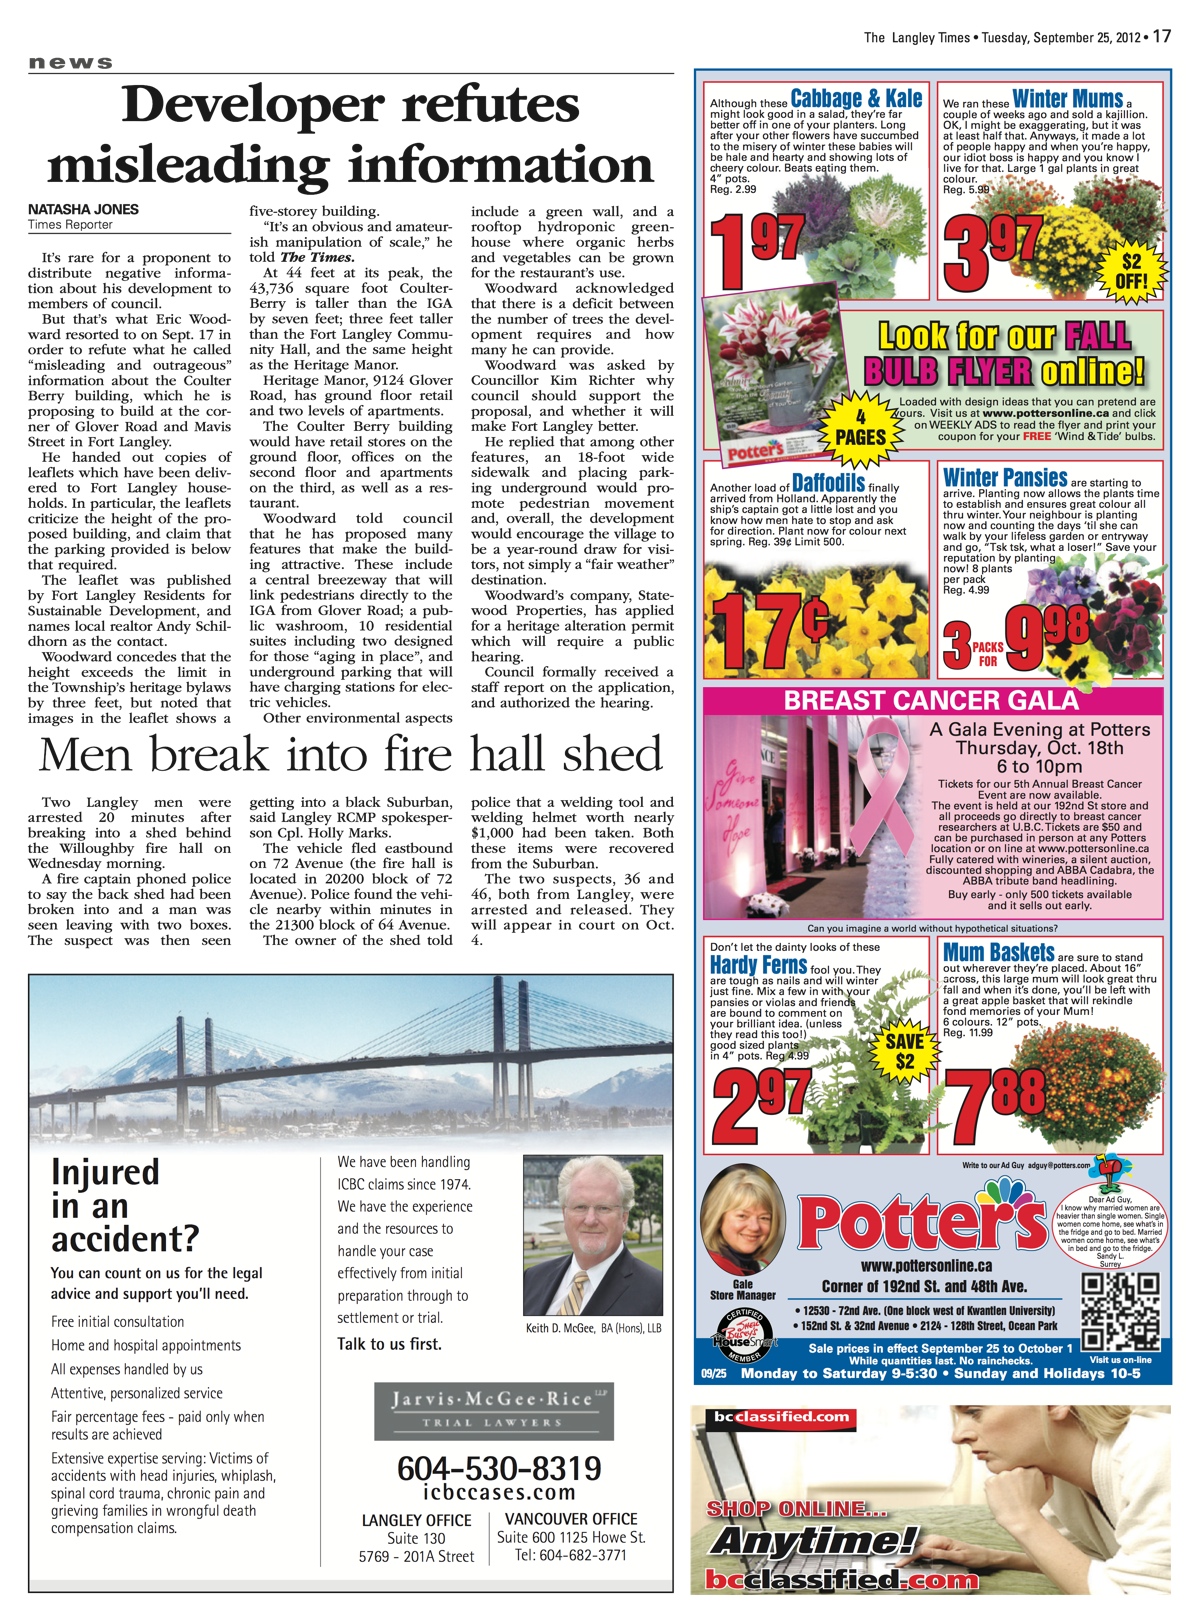 The Langley Times • Tuesday, September 25, 2012 • 17
news
Developer refutes
misleading information
NATASHA JONES
Times Reporter
It’s rare for a proponent to
distribute negative informa-
tion about his development to
members of council.
But that’s what Eric Wood-
ward resorted to on Sept. 17 in
order to refute what he called
“misleading and outrageous”
information about the Coulter
Berry building, which he is
proposing to build at the cor-
ner of Glover Road and Mavis
Street in Fort Langley.
He handed out copies of
leaflets which have been deliv-
ered to Fort Langley house-
holds. In particular, the leaflets
criticize the height of the pro-
posed building, and claim that
the parking provided is below
that required.
The leaflet was published
by Fort Langley Residents for
Sustainable Development, and
names local realtor Andy Schil-
dhorn as the contact.
Woodward concedes that the
height exceeds the limit in
the Township’s heritage bylaws
by three feet, but noted that
images in the leaflet shows a
five-storey building.
“It’s an obvious and amateur-
ish manipulation of scale,” he
told The Times.
At 44 feet at its peak, the
43,736 square foot Coulter-
Berry is taller than the IGA
by seven feet; three feet taller
than the Fort Langley Commu-
nity Hall, and the same height
as the Heritage Manor.
Heritage Manor, 9124 Glover
Road, has ground floor retail
and two levels of apartments.
The Coulter Berry building
would have retail stores on the
ground floor, offices on the
second floor and apartments
on the third, as well as a res-
taurant.
Woodward told council
that he has proposed many
features that make the build-
ing attractive. These include
a central breezeway that will
link pedestrians directly to the
IGA from Glover Road; a pub-
lic washroom, 10 residential
suites including two designed
for those “aging in place”, and
underground parking that will
have charging stations for elec-
tric vehicles.
Other environmental aspects
include a green wall, and a
rooftop hydroponic green-
house where organic herbs
and vegetables can be grown
for the restaurant’s use.
Woodward acknowledged
that there is a deficit between
the number of trees the devel-
opment requires and how
many he can provide.
Woodward was asked by
Councillor Kim Richter why
council should support the
proposal, and whether it will
make Fort Langley better.
He replied that among other
features, an 18-foot wide
sidewalk and placing park-
ing underground would pro-
mote pedestrian movement
and, overall, the development
would encourage the village to
be a year-round draw for visi-
tors, not simply a “fair weather”
destination.
Woodward’s company, State-
wood Properties, has applied
for a heritage alteration permit
which will require a public
hearing.
Council formally received a
staff report on the application,
and authorized the hearing.
Men break into fire hall shed
Two Langley men were
arrested 20 minutes after
breaking into a shed behind
the Willoughby fire hall on
Wednesday morning.
A fire captain phoned police
to say the back shed had been
broken into and a man was
seen leaving with two boxes.
The suspect was then seen
getting into a black Suburban,
said Langley RCMP spokesper-
son Cpl. Holly Marks.
The vehicle fled eastbound
on 72 Avenue (the fire hall is
located in 20200 block of 72
Avenue). Police found the vehi-
cle nearby within minutes in
the 21300 block of 64 Avenue.
The owner of the shed told
police that a welding tool and
welding helmet worth nearly
$1,000 had been taken. Both
these items were recovered
from the Suburban.
The two suspects, 36 and
46, both from Langley, were
arrested and released. They
will appear in court on Oct.
4.
Injured
in an
accident?
You can count on us for the legal
advice and support you’ll need.
Free initial consultation
Home and hospital appointments
All expenses handled by us
Attentive, personalized service
Fair percentage fees - paid only when
results are achieved
Extensive expertise serving: Victims of
accidents with head injuries, whiplash,
spinal cord trauma, chronic pain and
grieving families in wrongful death
compensation claims.
We have been handling
ICBC claims since 1974.
We have the experience
and the resources to
handle your case
effectively from initial
preparation through to
settlement or trial.
Talk to us first.
Keith D. McGee, BA (Hons), LLB
Jarvis•McGee•Rice LLP
TRIAL LAWYERS
604-530-8319
icbccases.com
LANGLEY OFFICE
Suite 130
5769 - 201A Street
VANCOUVER OFFICE
Suite 600 1125 Howe St.
Tel: 604-682-3771
Although these Cabbage & Kale
might look good in a salad, they’re far
better off in one of your planters. Long
after your other flowers have succumbed
to the misery of winter these babies will
be hale and hearty and showing lots of
cheery colour. Beats eating them.
4” pots.
Reg. 2.99
197
We ran these Winter Mums a
couple of weeks ago and sold a kajillion.
OK, I might be exaggerating, but it was
at least half that. Anyways, it made a lot
of people happy and when you’re happy,
our idiot boss is happy and you know I
live for that. Large 1 gal plants in great
colour.
Reg. 5.99
397
$2
OFF!
Look for our FALL
BULB FLYER online!
Loaded with design ideas that you can pretend are
yours. Visit us at www.pottersonline.ca and click
on WEEKLY ADS to read the flyer and print your
coupon for your FREE ‘Wind & Tide’ bulbs.
4
PAGES
Potter's
Another load of Daffodils finally
arrived from Holland. Apparently the
ship’s captain got a little lost and you
know how men hate to stop and ask
for direction. Plant now for colour next
spring. Reg. 39¢ Limit 500.
17¢
Winter Pansies are starting to
arrive. Planting now allows the plants time
to establish and ensures great colour all
thru winter. Your neighbour is planting
now and counting the days ’til she can
walk by your lifeless garden or entryway
and go, “Tsk tsk, what a loser!” Save your
reputation by planting
now! 8 plants
per pack
Reg. 4.99
3 PACKS FOR 998
BREAST CANCER GALA
Give
Someone
Hope
A Gala Evening at Potters
Thursday, Oct. 18th
6 to 10pm
Tickets for our 5th Annual Breast Cancer
Event are now available.
The event is held at our 192nd St store and
all proceeds go directly to breast cancer
researchers at U.B.C. Tickets are $50 and
can be purchased in person at any Potters
location or on line at www.pottersonline.ca
Fully catered with wineries, a silent auction,
discounted shopping and ABBA Cadabra, the
ABBA tribute band headlining.
Buy early - only 500 tickets available
and it sells out early.
Can you imagine a world without hypothetical situations?
Don’t let the dainty looks of these
Hardy Ferns fool you. They
are tough as nails and will winter
just fine. Mix a few in with your
pansies or violas and friends
are bound to comment on
your brilliant idea. (unless
they read this too!)
good sized plants
in 4” pots. Reg 4.99
297
SAVE
$2
Mum Baskets are sure to stand
out wherever they’re placed. About 16”
across, this large mum will look great thru
fall and when it’s done, you’ll be left with
a great apple basket that will rekindle
fond memories of your Mum!
6 colours. 12” pots.
Reg. 11.99
788
Write to our Ad Guy adguy@potters.com
Gale
Store Manager
Potters
www.pottersonline.ca
Corner of 192nd St. and 48th Ave.
• 12530 - 72nd Ave. (One block west of Kwantlen University)
• 152nd St. & 32nd Avenue • 2124 - 128th Street, Ocean Park
Dear Ad Guy,
I know why married women are
heavier than single women. Single
women come home, see what’s in
the fridge and go to bed. Married
women come home, see what’s
in bed and go to the fridge.
Sandy L.
Surrey
CERTIFIED
HouseSmart
MEMBER
Sale prices in effect September 25 to October 1
While quantities last. No rainchecks.
Visit us on-line
09/25 Monday to Saturday 9-5:30 • Sunday and Holidays 10-5
bcclassified.com
SHOP ONLINE...
Anytime!
bcclassified.com